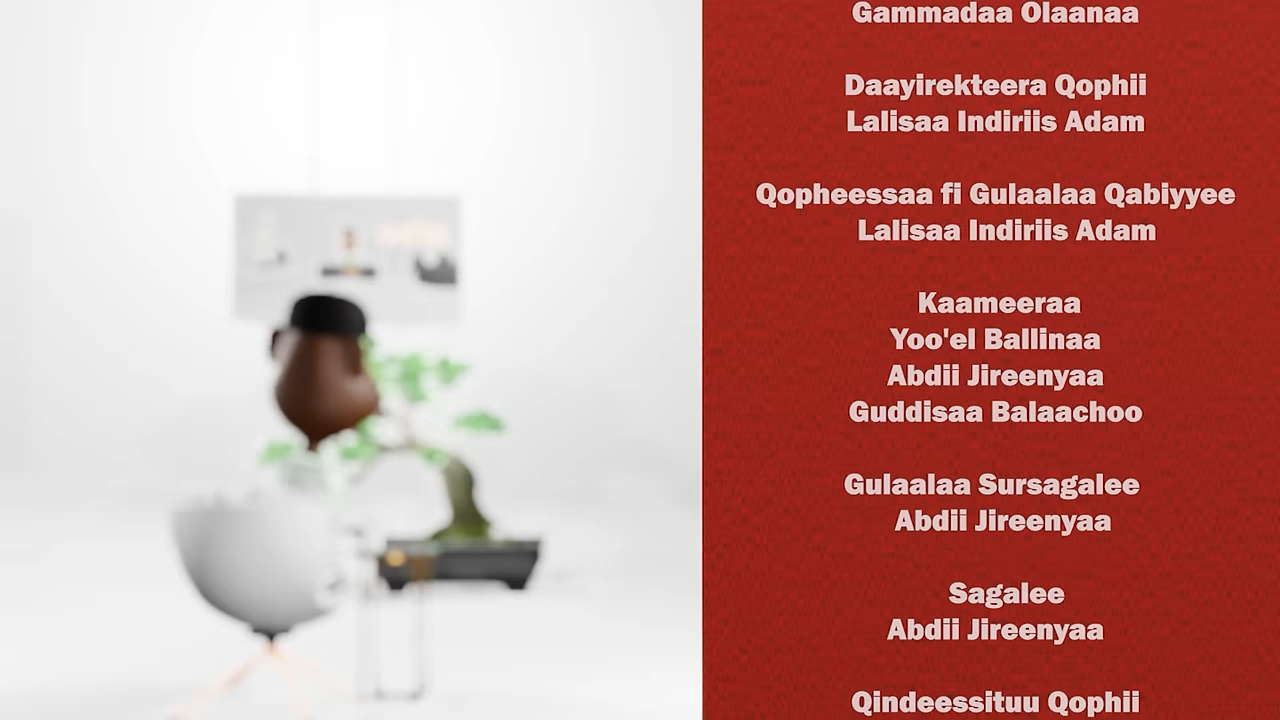 Gammadaa Olaanaa
Daayirekteera Qophii
Lalisaa Indiriis Adam
Qopheessaa fi Gulaalaa Qabiyyee
Lalisaa Indiriis Adam
Kaameeraa
Yoo'el Ballinaa
Abdii Jireenyaa
Guddisaa Balaachoo
Gulaalaa Sursagalee
Abdii Jireenyaa
Sagalee
Abdii Jireenyaa
Qindeessituu Qophii